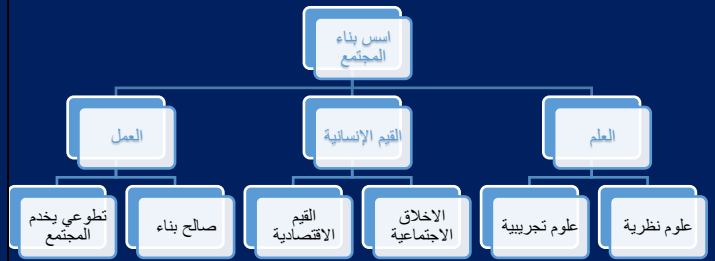 اسس بناء
المجتمع
العلم
القيم الإنسانية
العمل
علوم نظرية
علوم تجريبية
الاخلاق
الاجتماعية
القيم
الاقتصادية
صالح بناء
تطوعي يخدم
المجتمع